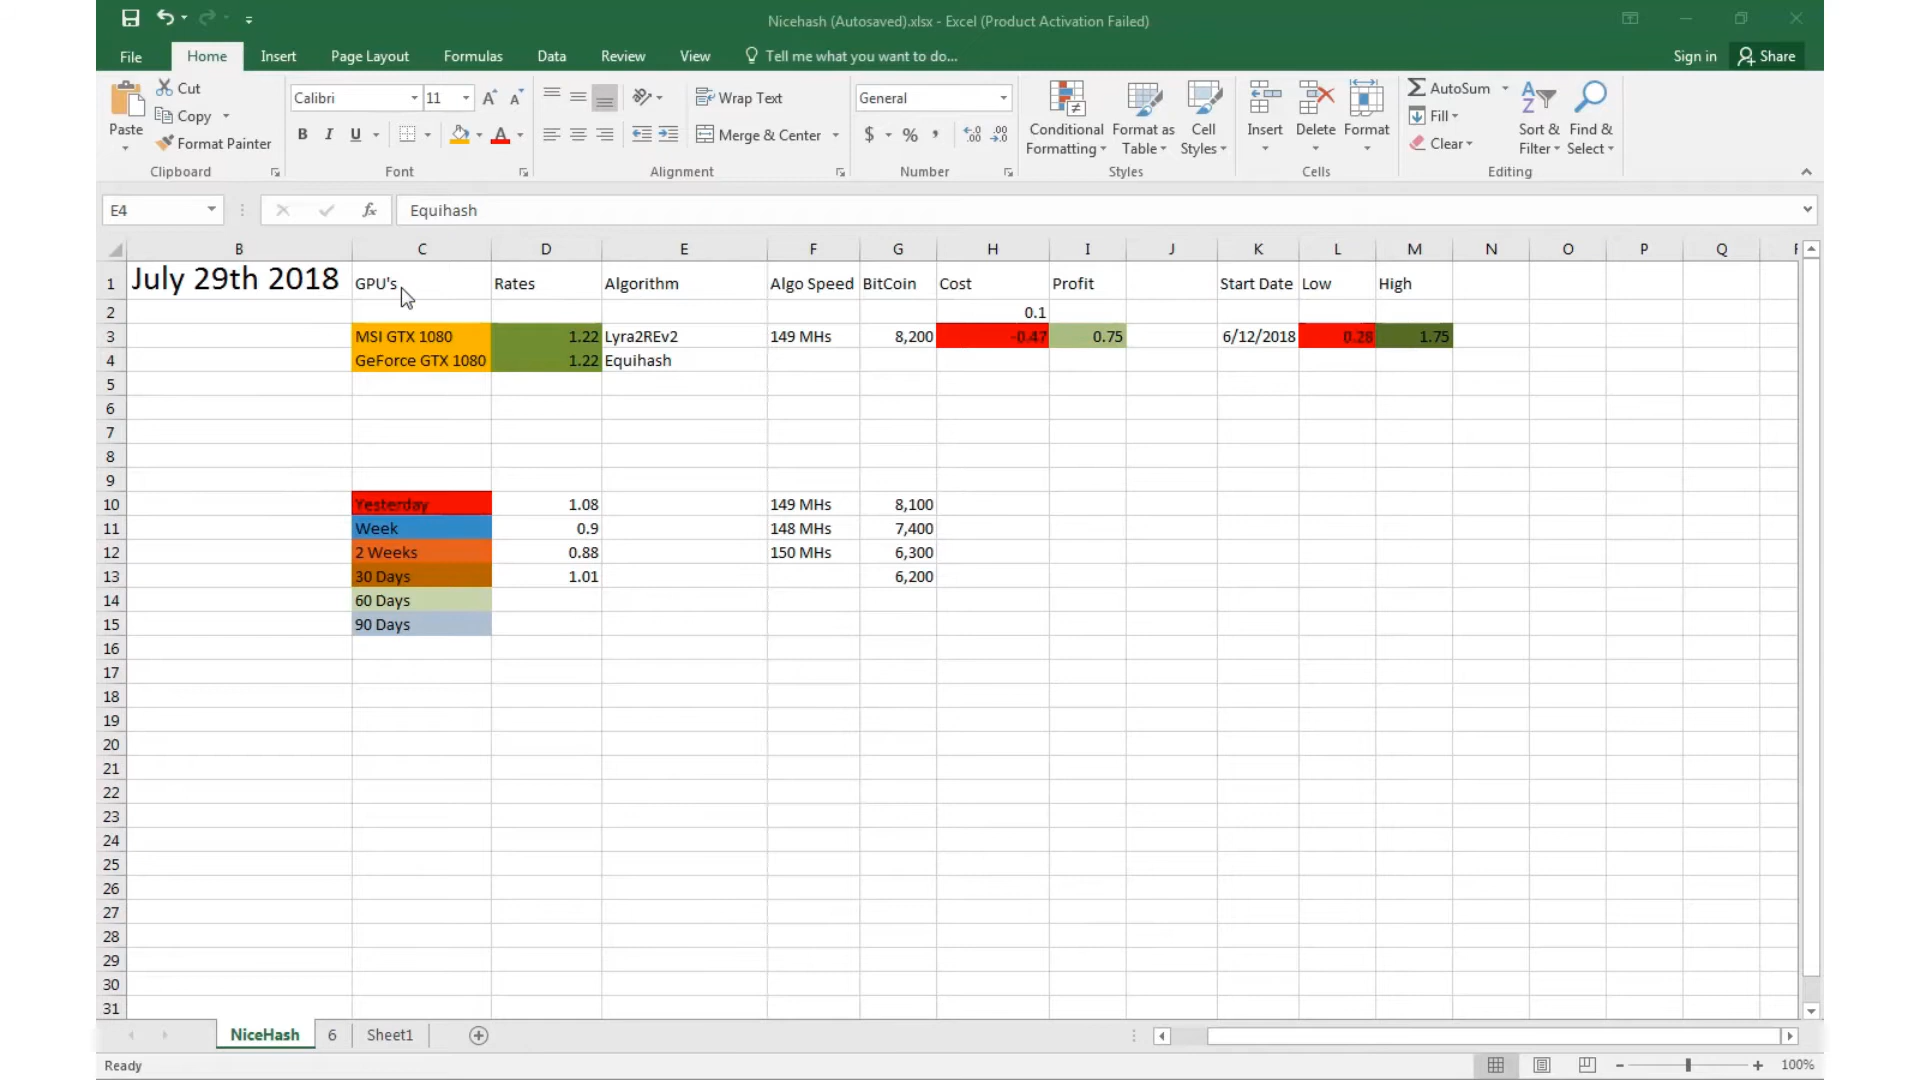 Nicehash (Autosaved).xlsx - Excel (Product Activation Failed)
File Home Insert Page Layout Formulas Data Review View Tell me what you want to do... Sign in Share
Paste Cut Copy Format Painter Clipboard
Calibri 11 B I U A Font
Wrap Text Merge & Center Alignment
General $ % , Number
Conditional Formatting Format as Table Cell Styles Styles
Insert Delete Format Cells
AutoSum Fill Clear Sort & Filter Find & Select Editing
E4 fx Equihash
B C D E F G H I J K L M N O P Q
1 July 29th 2018 GPU's Rates Algorithm Algo Speed BitCoin Cost Profit Start Date Low High
2 0.1
3 MSI GTX 1080 1.22 Lyra2REv2 149 MHs 8,200 -0.47 0.75 6/12/2018 0.28 1.75
4 GeForce GTX 1080 1.22 Equihash
5
6
7
8
9
10 Yesterday 1.08 149 MHs 8,100
11 Week 0.9 148 MHs 7,400
12 2 Weeks 0.88 150 MHs 6,300
13 30 Days 1.01 6,200
14 60 Days
15 90 Days
16
17
18
19
20
21
22
23
24
25
26
27
28
29
30
31
NiceHash 6 Sheet1
Ready 100%